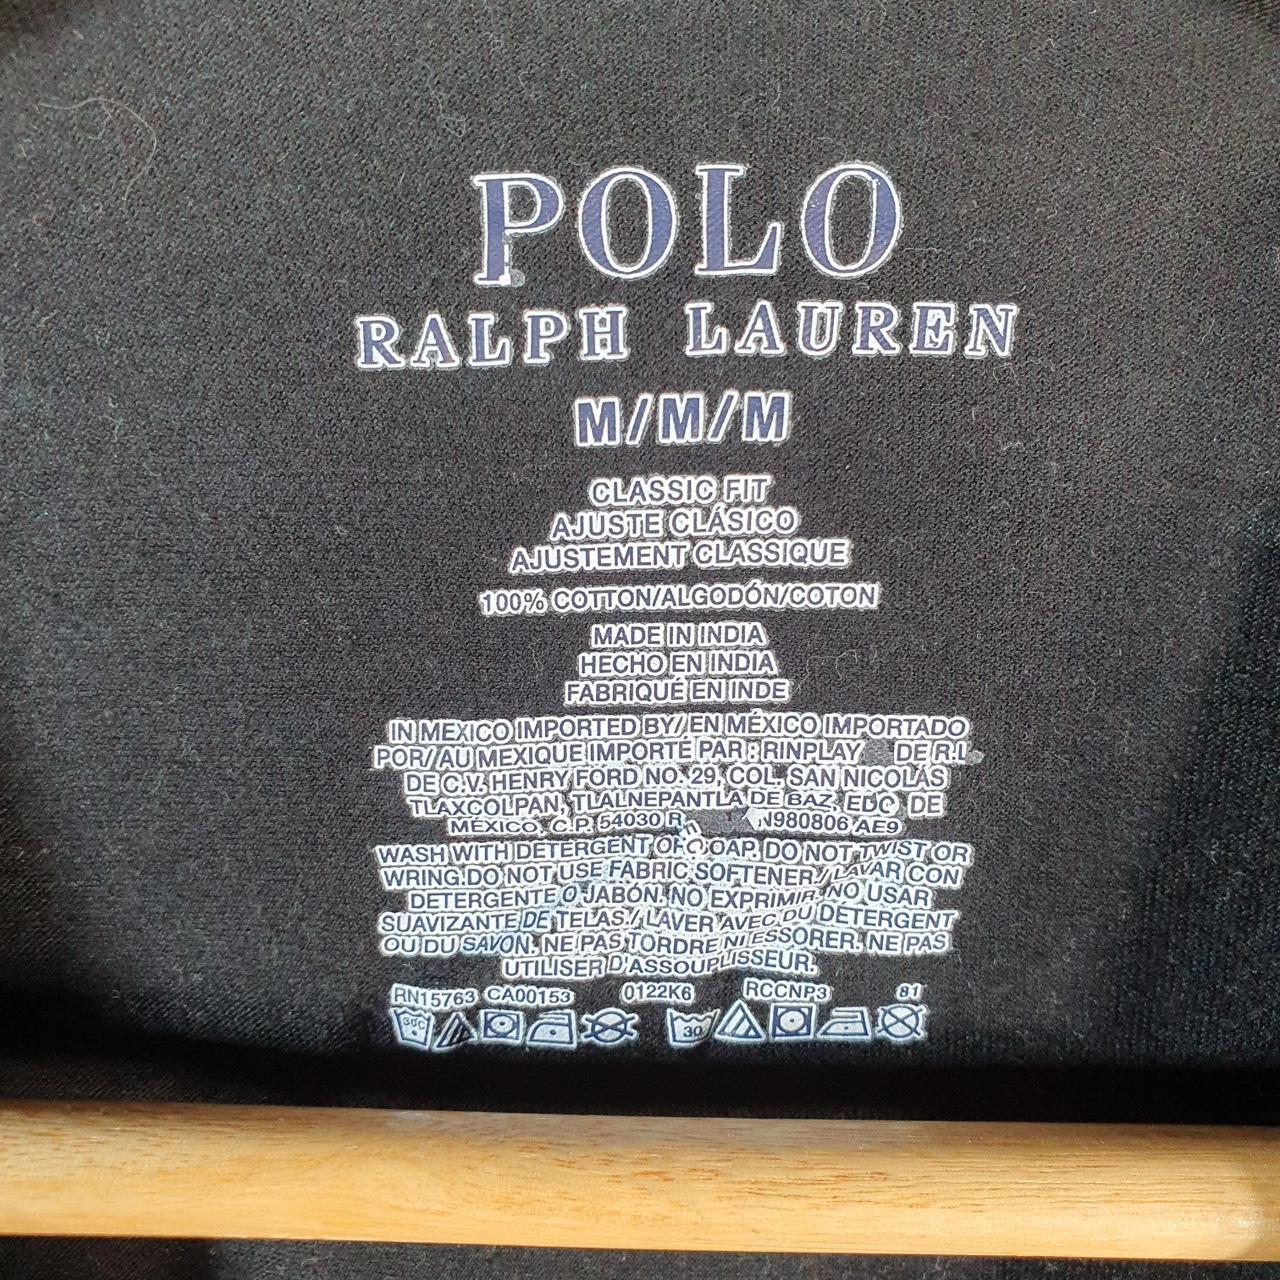 POLO
RALPH LAUREN
M/M/M
CLASSIC FIT
AJUSTE CLÁSICO
AJUSTEMENT CLASSIQUE
100% COTTON/ALGODÓN/COTON
MADE IN INDIA
HECHO EN INDIA
FABRIQUÉ EN INDE
IN MEXICO IMPORTED BY/ EN MÉXICO IMPORTADO
POR/ AU MEXIQUE IMPORTÉ PAR : RINPLAY DE R.L
DE C.V. HENRY FORD NO. 29, COL. SAN NICOLÁS
TLAXCOLPAN, TLALNEPANTLA DE BAZ, EDO. DE
MÉXICO, C.P. 54030 980806 AE9
WASH WITH DETERGENT DO NOT TWIST OR
WRING.DO NOT USE FABRIC SOFTENER / LAVAR CON
DETERGENTE O JABÓN. NO EXPRIMIR. NO USAR
SUAVIZANTE DE TELAS / LAVER AVEC DU DETERGENT
OU DU SAVON. NE PAS TORDRE NI ESSORER. NE PAS
UTILISER D'ASSOUPLISSEUR.
RN15763 CA00153 0122K6 RCCNP3 81
30C 30